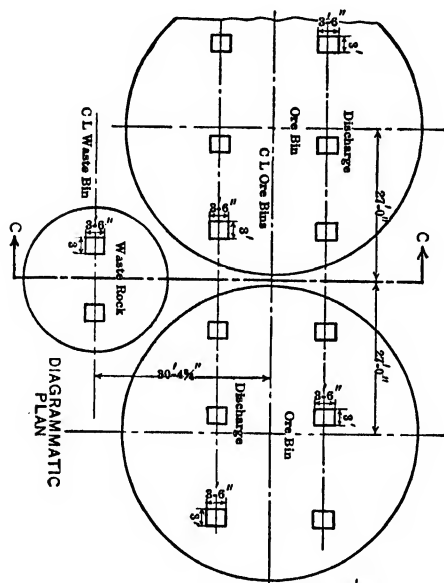 3'-6"
3'
Discharge
Ore Bin
C L Ore Bins
27'-0"
3'-6"
3'
C L Waste Bin
3'-6"
3'
Waste Rock
C
C
27'-0"
30'-4¾"
Discharge
Ore Bin
3'-6"
3'
3'-6"
3'
DIAGRAMMATIC
PLAN